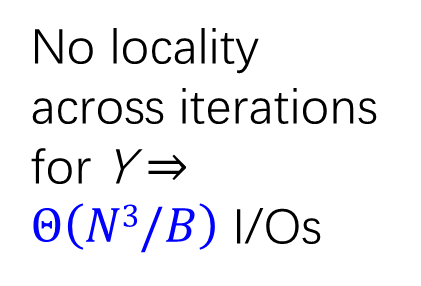 No locality
across iterations
for Y ⇒
Θ(N³/B) I/Os